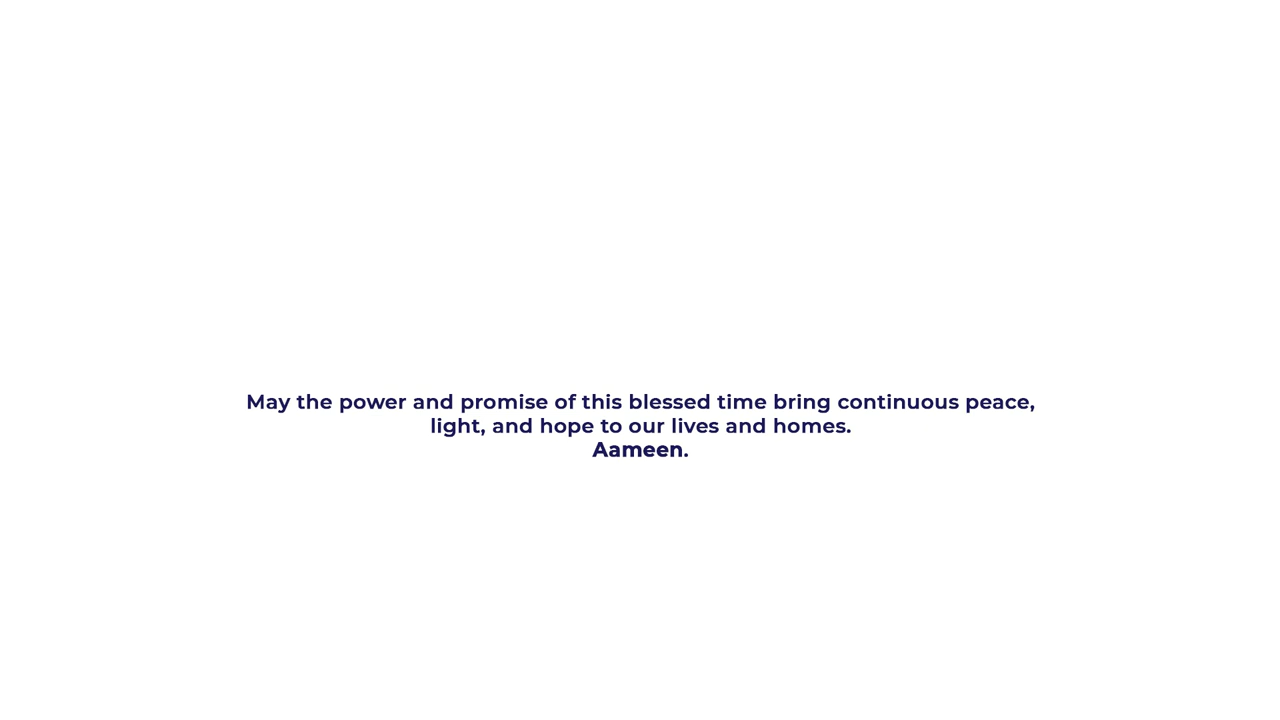 May the power and promise of this blessed time bring continuous peace,
light, and hope to our lives and homes.
Aameen.